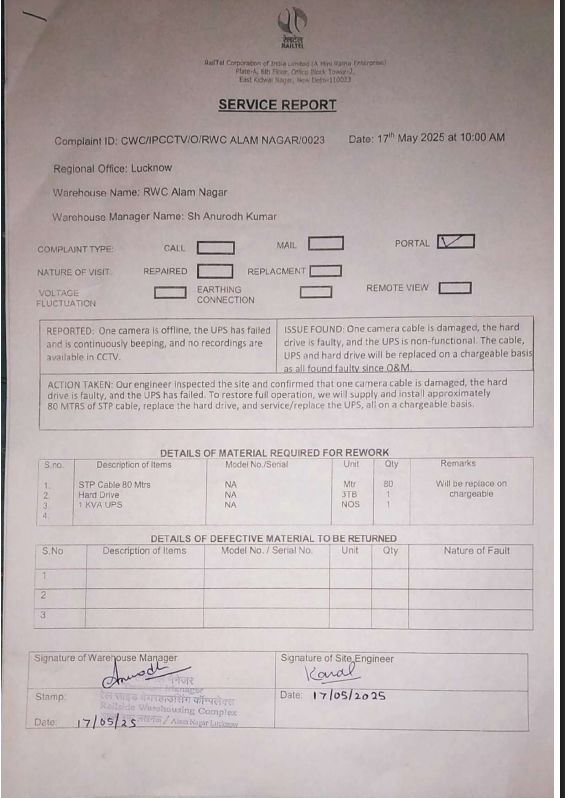 रेलटेल
RAILTEL
RailTel Corporation of India Limited (A Mini Ratna Enterprise)
Plate-A, 6th Floor, Office Block Tower-2,
East Kidwai Nagar, New Delhi-110023
SERVICE REPORT
Complaint ID: CWC/IPCCTV/O/RWC ALAM NAGAR/0023 Date: 17th May 2025 at 10:00 AM
Regional Office: Lucknow
Warehouse Name: RWC Alam Nagar
Warehouse Manager Name: Sh Anurodh Kumar
COMPLAINT TYPE: CALL MAIL PORTAL ✓
NATURE OF VISIT: REPAIRED REPLACMENT
VOLTAGE FLUCTUATION EARTHING CONNECTION REMOTE VIEW
REPORTED: One camera is offline, the UPS has failed
and is continuously beeping, and no recordings are
available in CCTV.
ISSUE FOUND: One camera cable is damaged, the hard
drive is faulty, and the UPS is non-functional. The cable,
UPS and hard drive will be replaced on a chargeable basis
as all found faulty since O&M.
ACTION TAKEN: Our engineer inspected the site and confirmed that one camera cable is damaged, the hard
drive is faulty, and the UPS has failed. To restore full operation, we will supply and install approximately
80 MTRS of STP cable, replace the hard drive, and service/replace the UPS, all on a chargeable basis.
DETAILS OF MATERIAL REQUIRED FOR REWORK
S.no. Description of Items Model No./Serial Unit Qty Remarks
1. STP Cable 80 Mtrs NA Mtr 80 Will be replace on
2. Hard Drive NA 3TB 1 chargeable
3 1 KVA UPS NA NOS 1
4.
DETAILS OF DEFECTIVE MATERIAL TO BE RETURNED
S.No Description of Items Model No. / Serial No. Unit Qty Nature of Fault
1
2
3
Signature of Warehouse Manager Signature of Site Engineer
Anurodh
Stamp:
Manager
रेल साइड वेयरहाउसिंग कॉम्पलेक्स
Railside Warehousing Complex
/ Alam Nagar Lucknow
Date: 17/05/25
Date: 17/05/2025